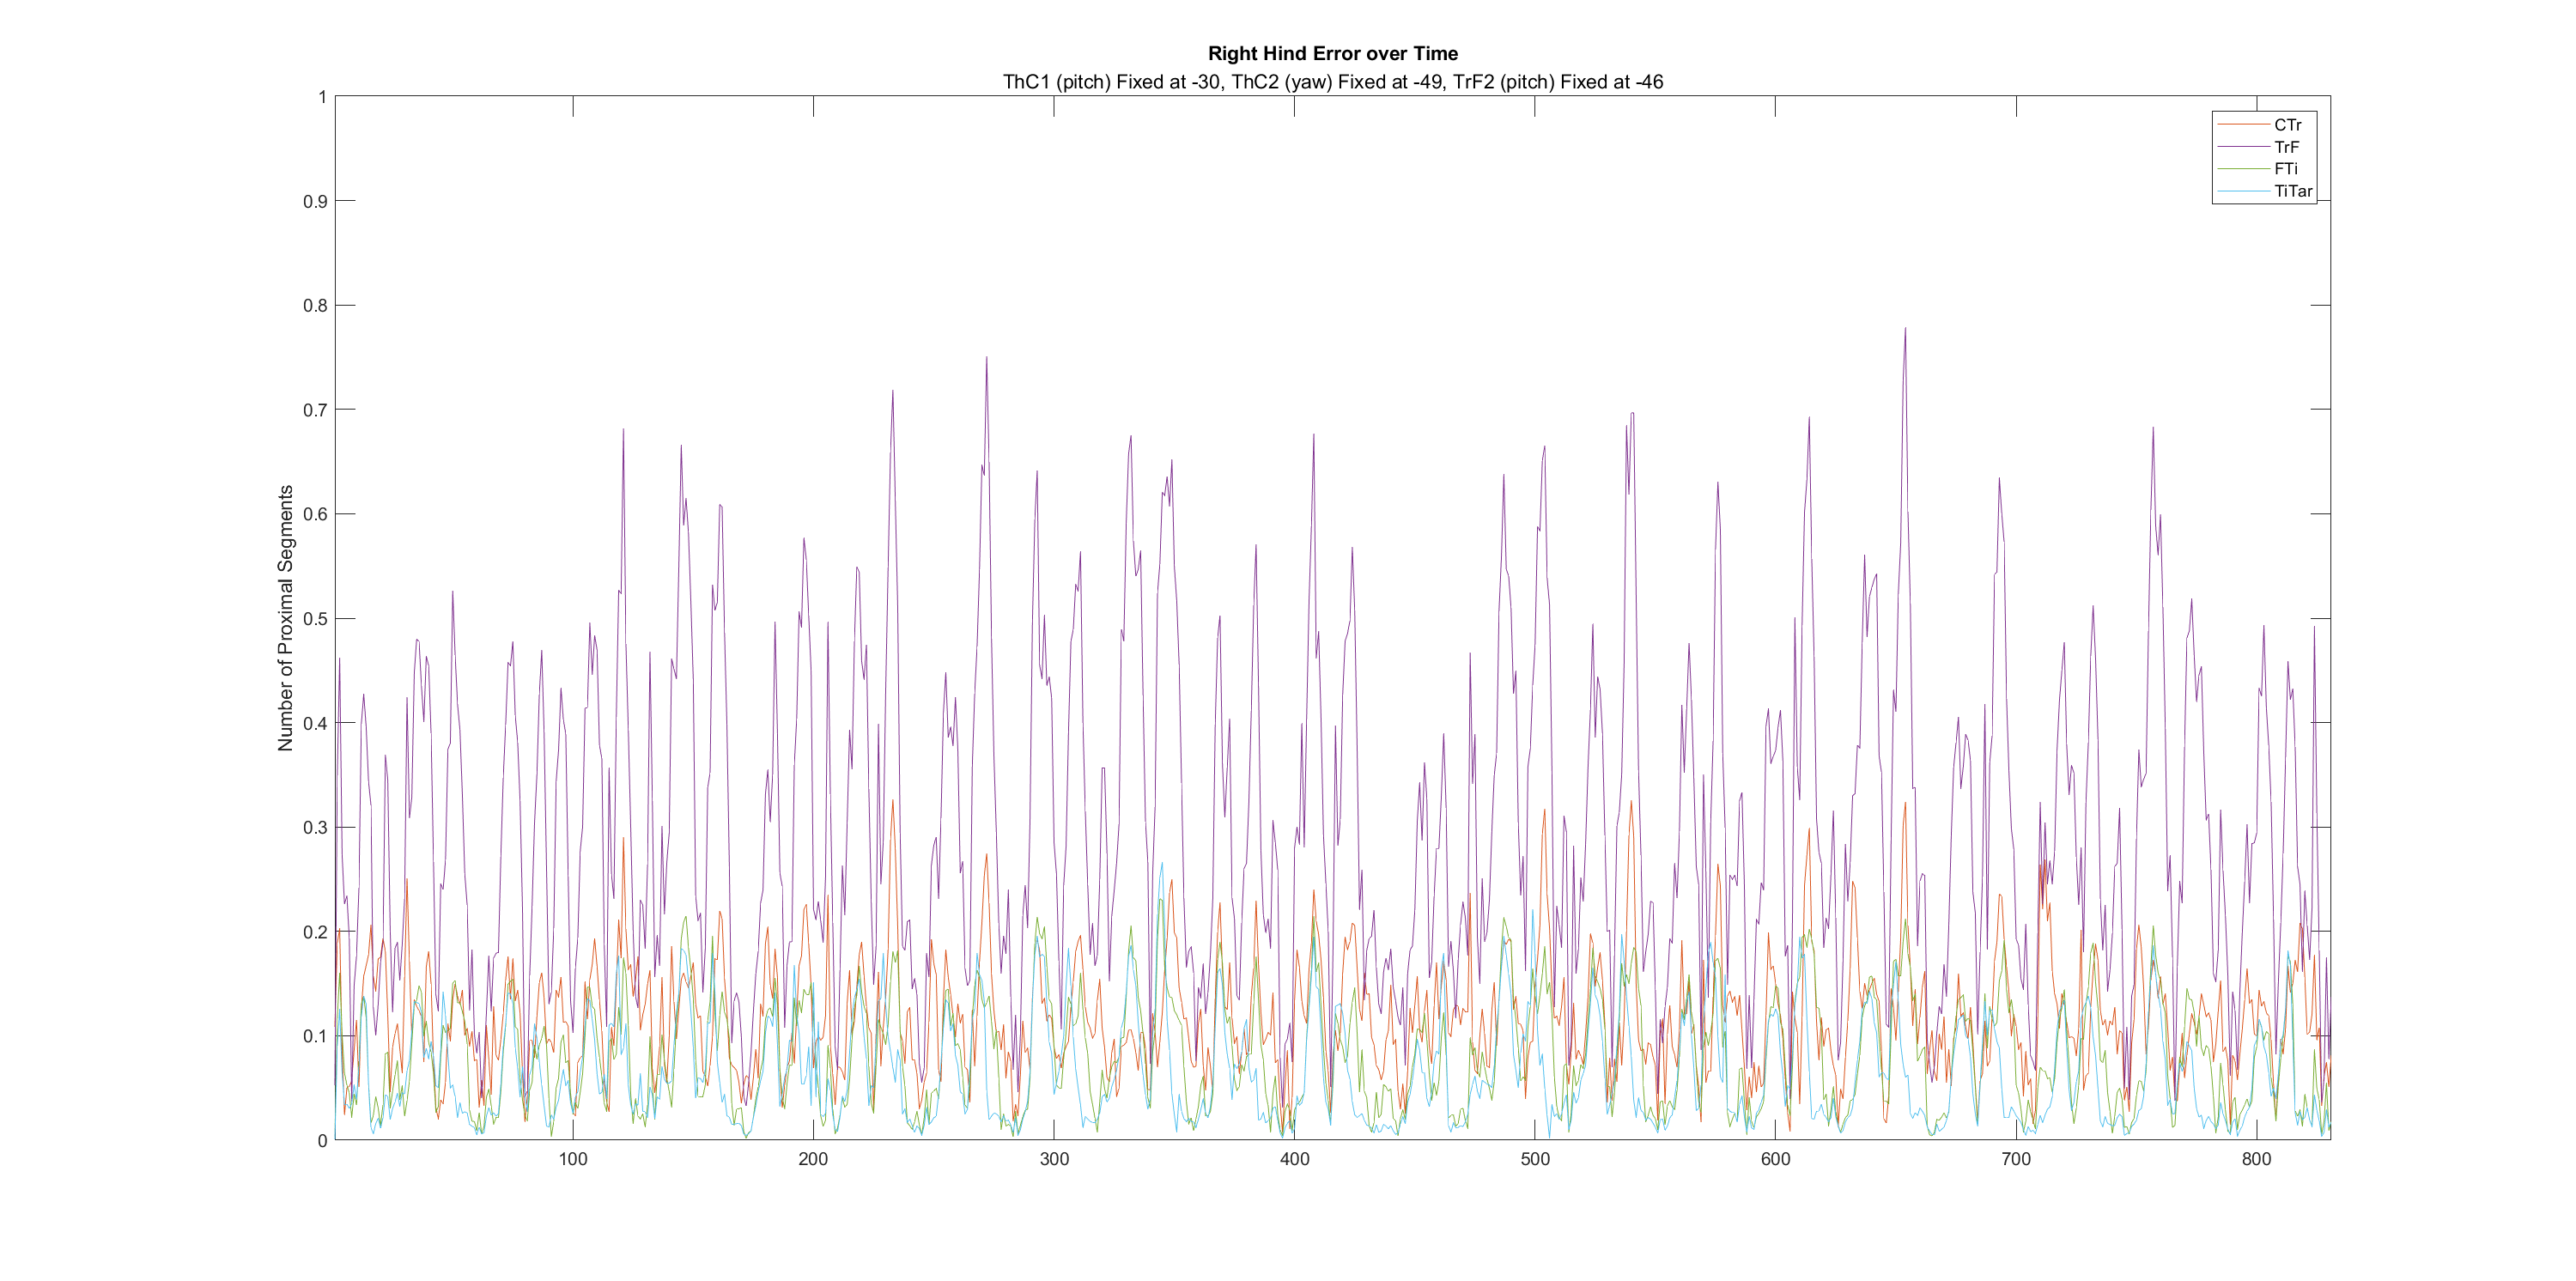 Right Hind Error over Time
ThC1 (pitch) Fixed at -30, ThC2 (yaw) Fixed at -49, TrF2 (pitch) Fixed at -46
Number of Proximal Segments
1
0.9
0.8
0.7
0.6
0.5
0.4
0.3
0.2
0.1
0
100
200
300
400
500
600
700
800
CTr
TrF
FTi
TiTar